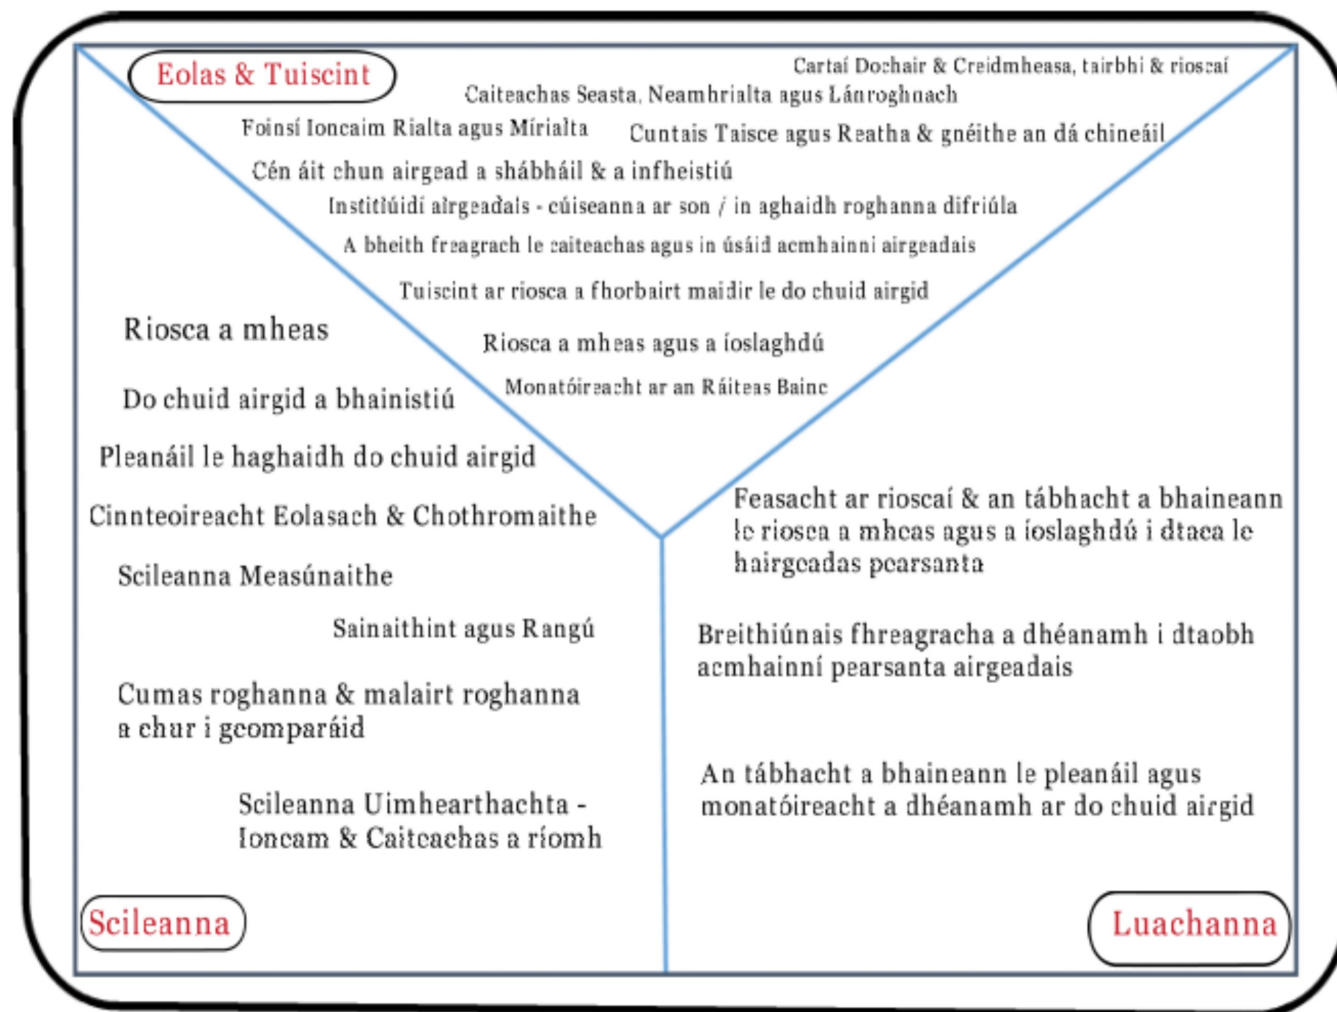 Eolas & Tuiscint
Cartaí Dochair & Creidmheasa, tairbhí & rioscaí
Caiteachas Seasta, Neamhrialta agus Lánroghnach
Foinsí Ioncaim Rialta agus Mírialta
Cuntais Taisce agus Reatha & gnéithe an dá chineáil
Cén áit chun airgead a shábháil & a infheistiú
Institiúidí airgeadais - cúiseanna ar son / in aghaidh roghanna difriúla
A bheith freagrach le caiteachas agus in úsáid acmhainní airgeadais
Tuiscint ar riosca a fhorbairt maidir le do chuid airgid
Riosca a mheas agus a íoslaghdú
Monatóireacht ar an Ráiteas Bainc
Riosca a mheas
Do chuid airgid a bhainistiú
Pleanáil le haghaidh do chuid airgid
Cinnteoireacht Eolasach & Chothromaithe
Scileanna Measúnaithe
Sainaithint agus Rangú
Cumas roghanna & malairt roghanna
a chur i gcomparáid
Scileanna Uimhearthachta -
Ioncam & Caiteachas a ríomh
Scileanna
Feasacht ar rioscaí & an tábhacht a bhaineann
le riosca a mheas agus a íoslaghdú i dtaca le
hairgeadas pearsanta
Breithiúnais fhreagracha a dhéanamh i dtaobh
acmhainní pearsanta airgeadais
An tábhacht a bhaineann le pleanáil agus
monatóireacht a dhéanamh ar do chuid airgid
Luachanna